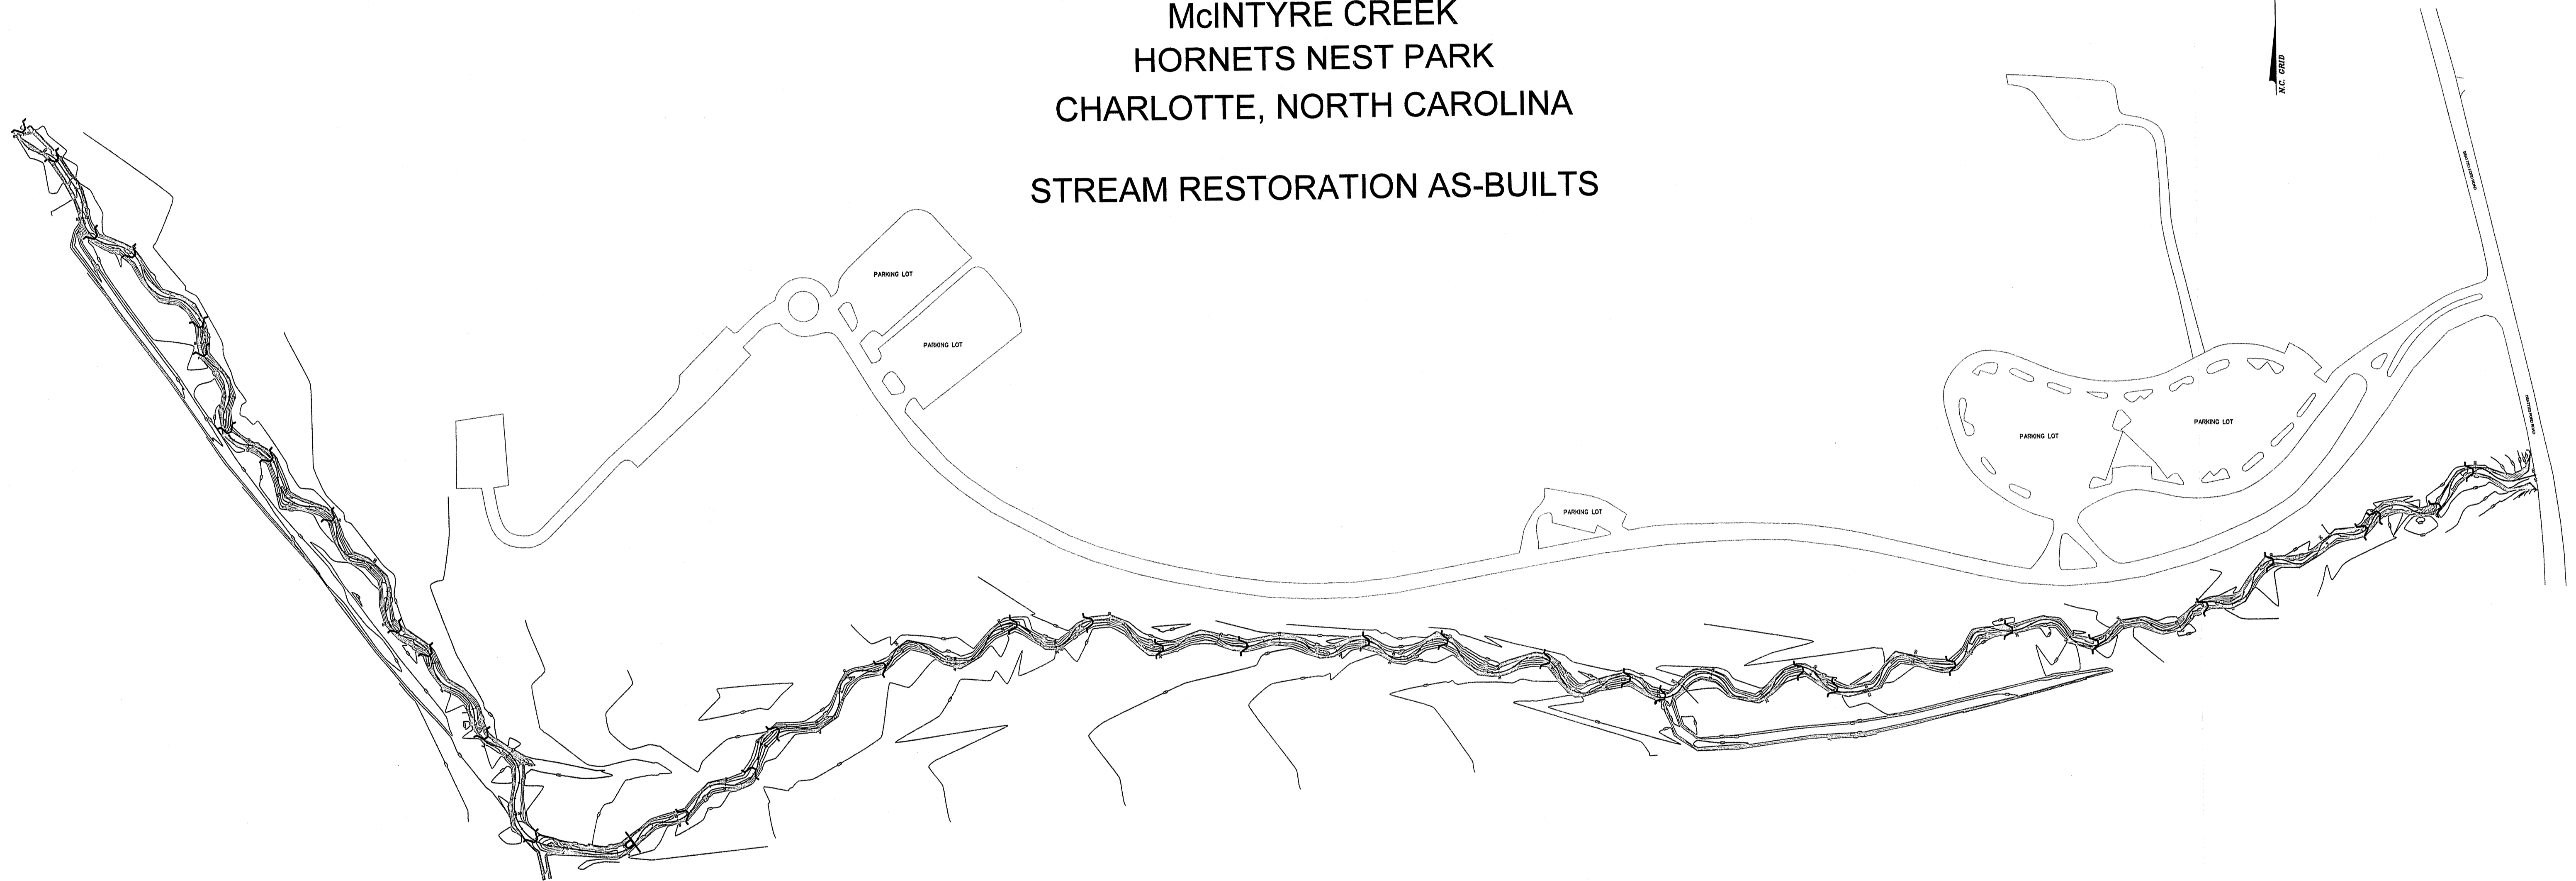 McINTYRE CREEK
HORNETS NEST PARK
CHARLOTTE, NORTH CAROLINA
STREAM RESTORATION AS-BUILTS
N.C. GRID
PARKING LOT
PARKING LOT
PARKING LOT
PARKING LOT
PARKING LOT